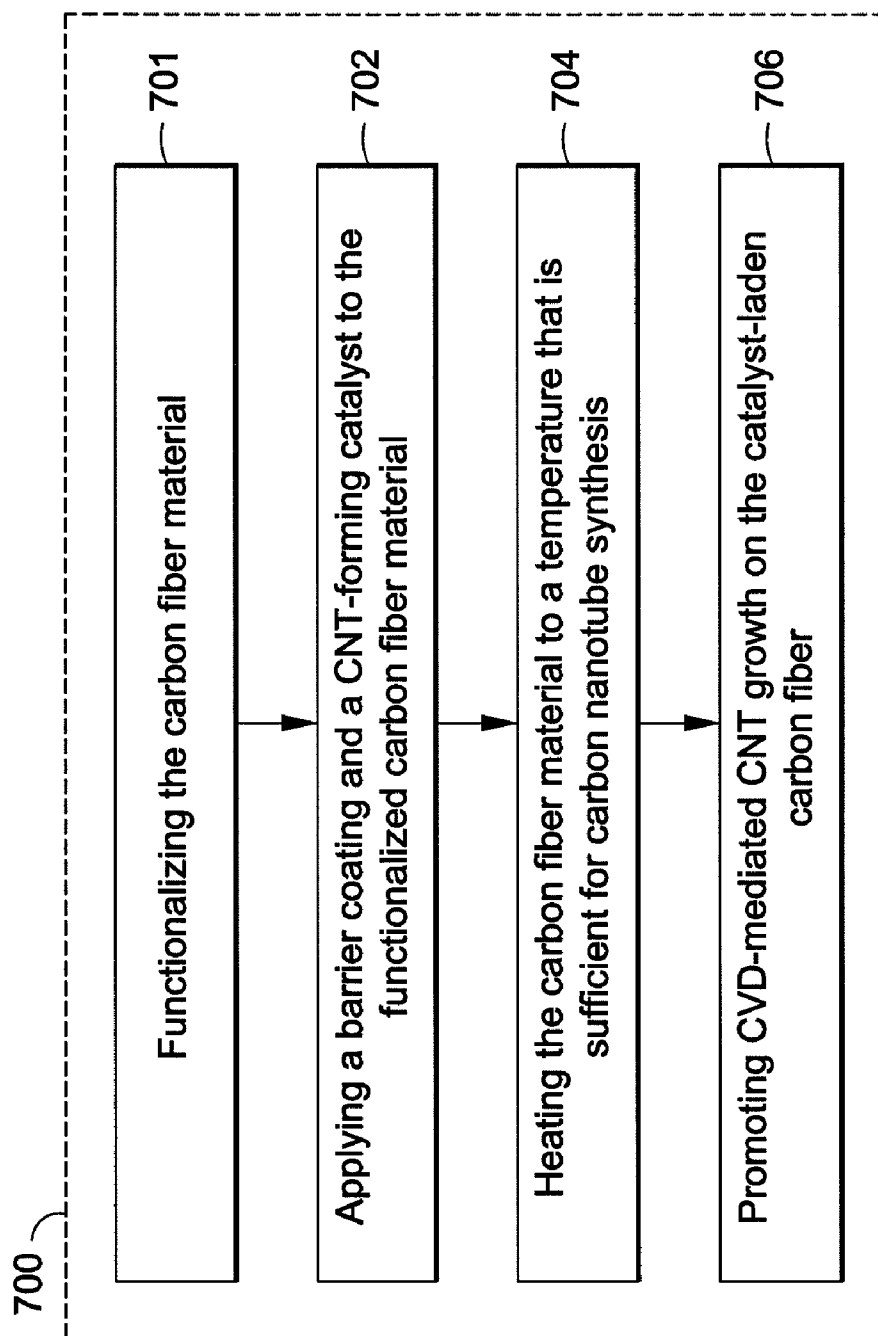 700
Functionalizing the carbon fiber material
701
Applying a barrier coating and a CNT-forming catalyst to the
functionalized carbon fiber material
702
Heating the carbon fiber material to a temperature that is
sufficient for carbon nanotube synthesis
704
Promoting CVD-mediated CNT growth on the catalyst-laden
carbon fiber
706